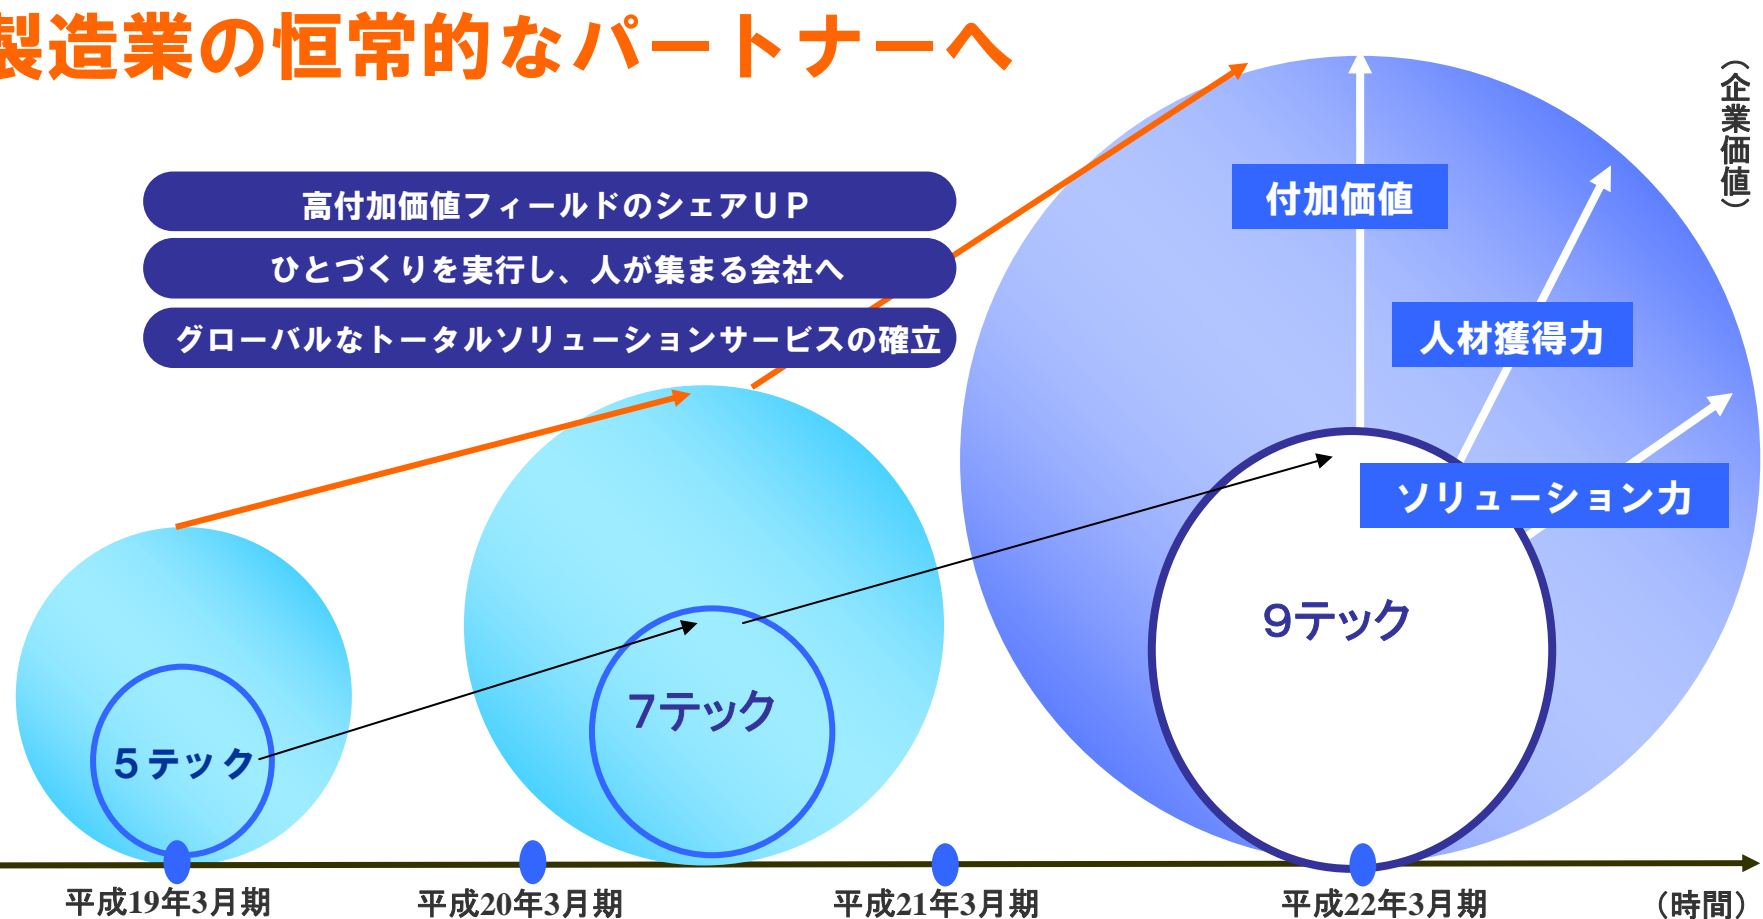 製造業の恒常的なパートナーへ
（企業価値）
高付加価値フィールドのシェアＵＰ
ひとづくりを実行し、人が集まる会社へ
グローバルなトータルソリューションサービスの確立
付加価値
人材獲得力
ソリューション力
５テック
７テック
９テック
平成19年3月期
平成20年3月期
平成21年3月期
平成22年3月期
（時間）